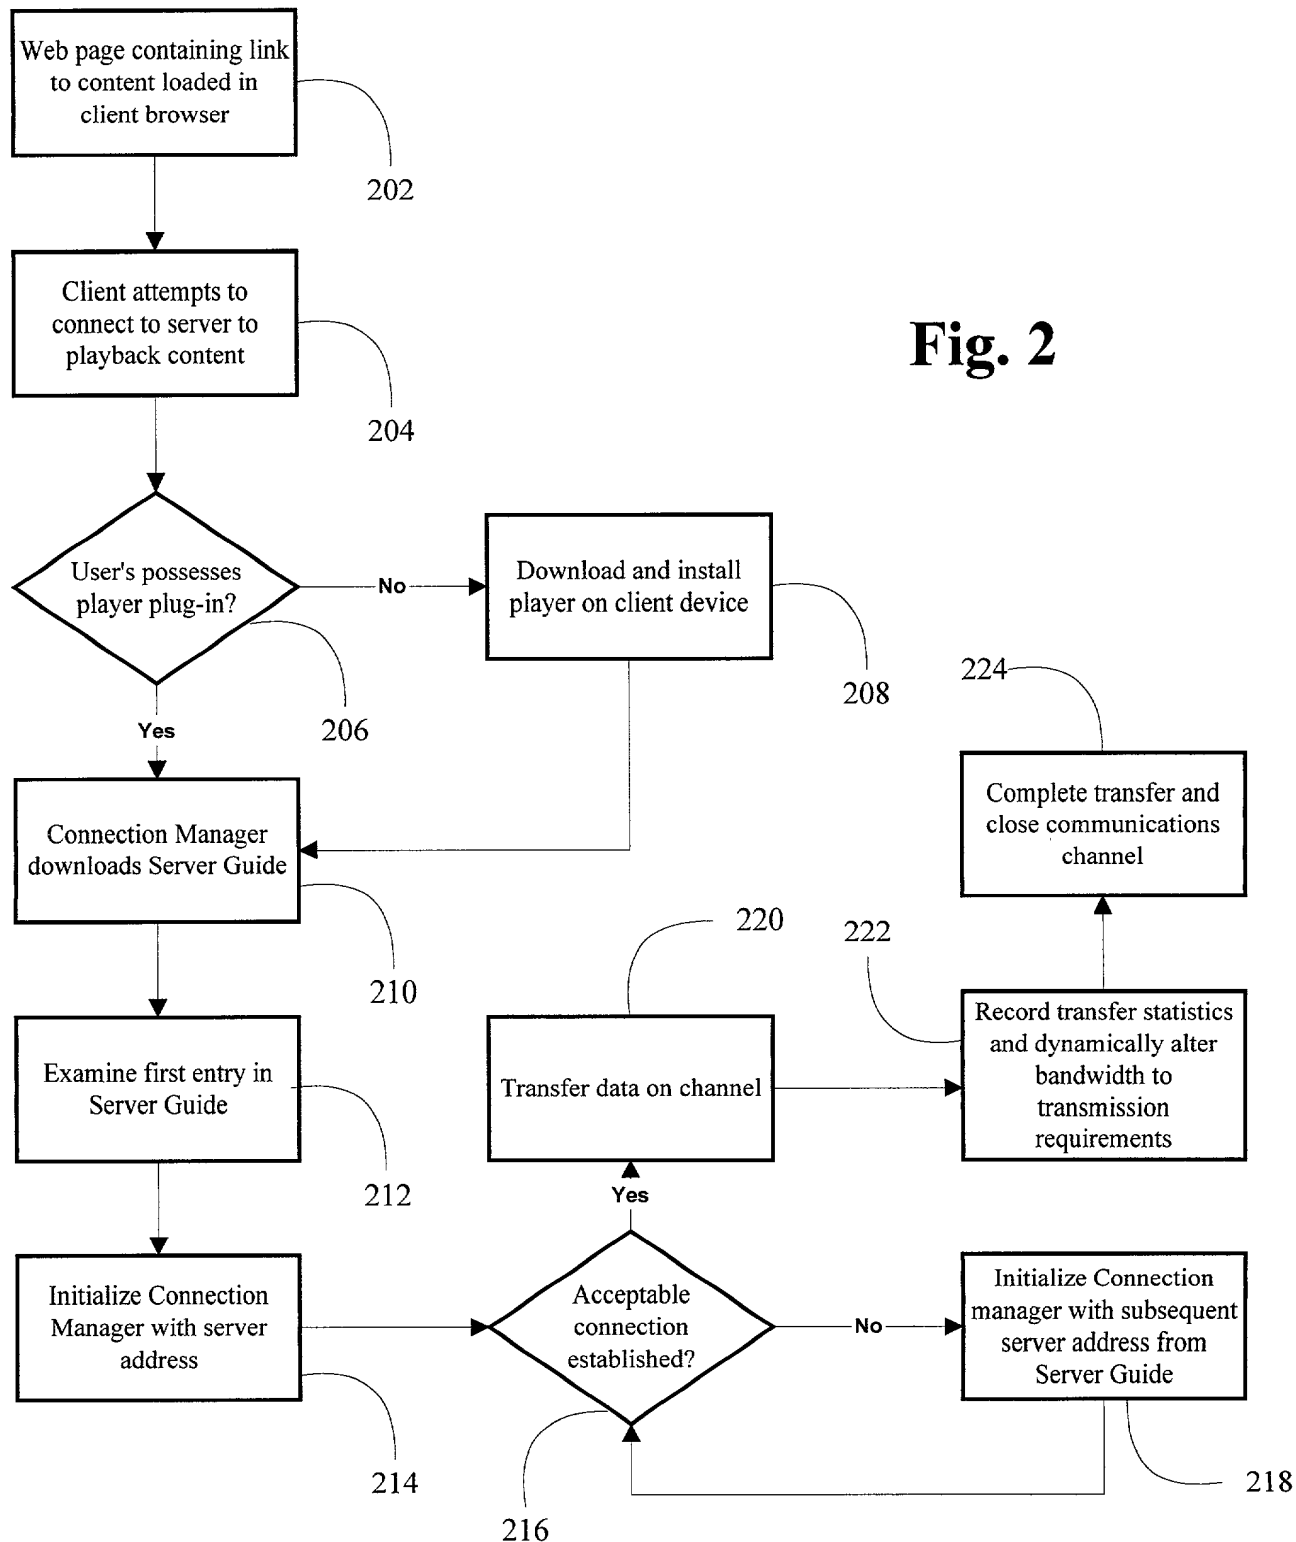 Web page containing link
to content loaded in
client browser
202
Client attempts to
connect to server to
playback content
204
Fig. 2
User's possesses
player plug-in?
No
Download and install
player on client device
208
206
Yes
224
Complete transfer and
close communications
channel
Connection Manager
downloads Server Guide
210
220
222
Examine first entry in
Server Guide
212
Transfer data on channel
Record transfer statistics
and dynamically alter
bandwidth to
transmission
requirements
Yes
Initialize Connection
Manager with server
address
214
Acceptable
connection
established?
216
No
Initialize Connection
manager with subsequent
server address from
Server Guide
218